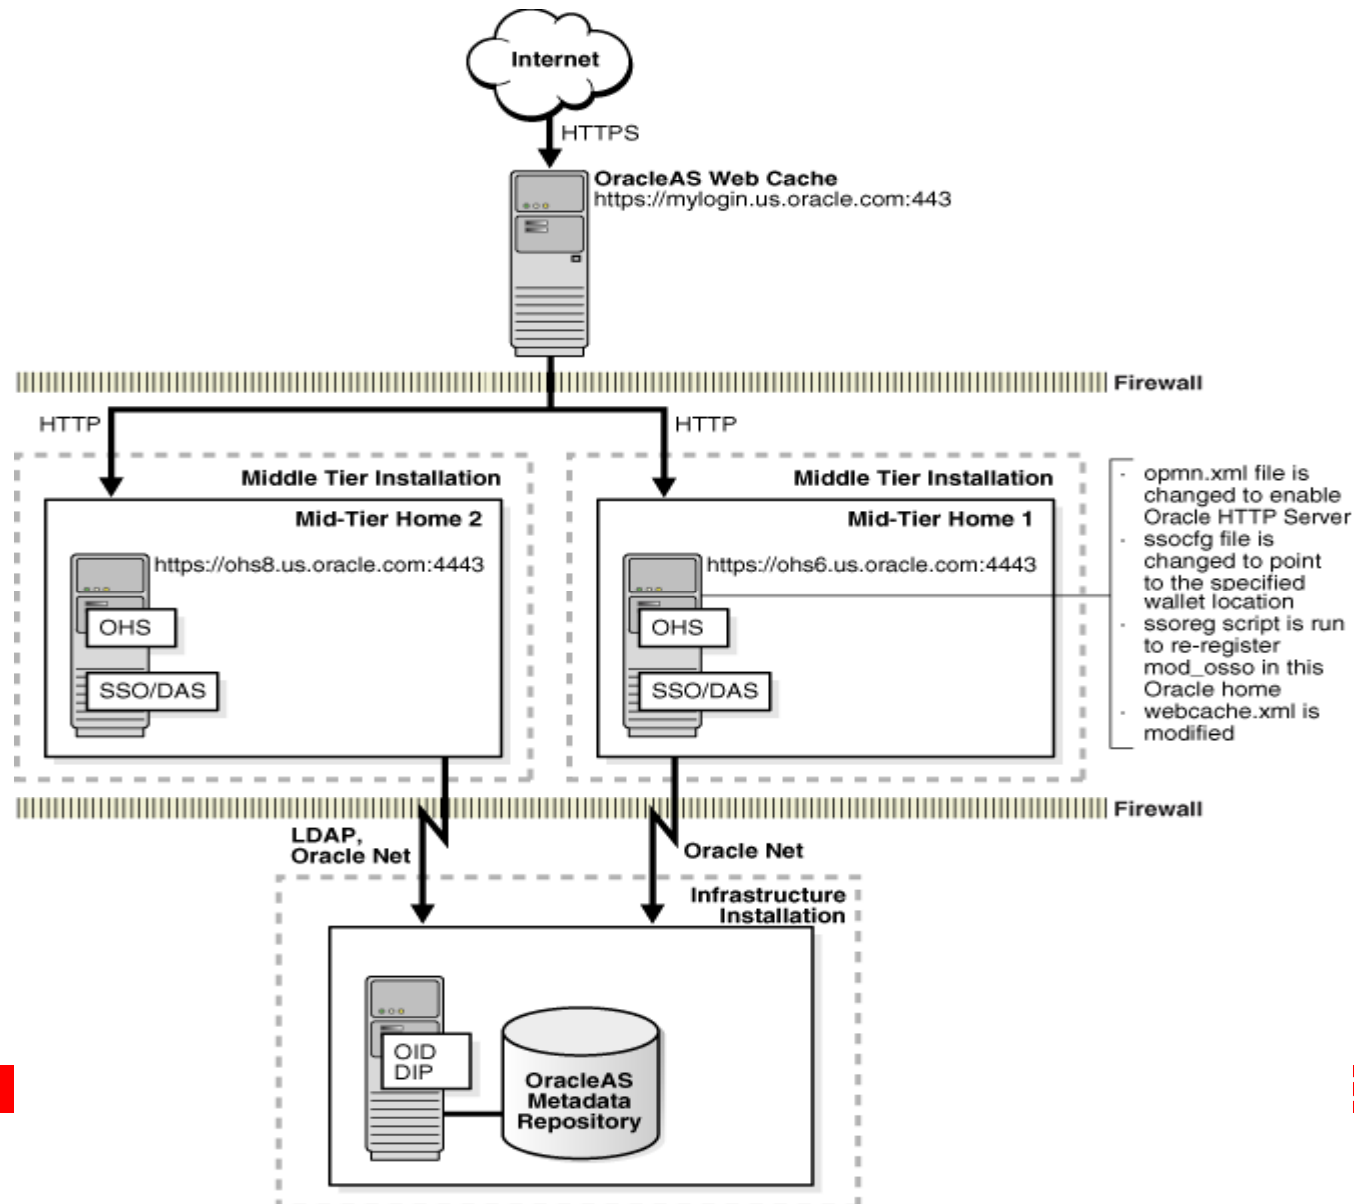 Internet
HTTPS
OracleAS Web Cache
https://mylogin.us.oracle.com:443
Firewall
HTTP
HTTP
Middle Tier Installation
Mid-Tier Home 2
https://ohs8.us.oracle.com:4443
OHS
SSO/DAS
Middle Tier Installation
Mid-Tier Home 1
https://ohs6.us.oracle.com:4443
OHS
SSO/DAS
- opmn.xml file is
changed to enable
Oracle HTTP Server
- ssocfg file is
changed to point
to the specified
wallet location
- ssoreg script is run
to re-register
mod_osso in this
Oracle home
- webcache.xml is
modified
Firewall
LDAP,
Oracle Net
Oracle Net
Infrastructure
Installation
OID
DIP
OracleAS
Metadata
Repository